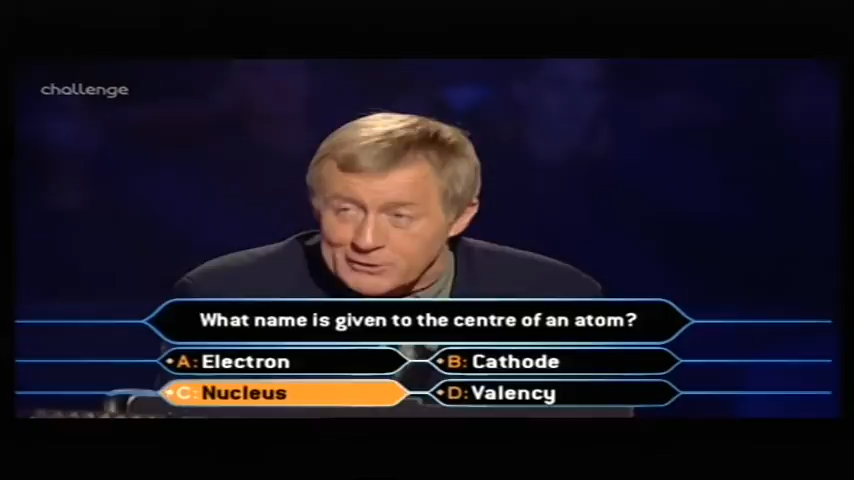 challenge
What name is given to the centre of an atom?
A: Electron
B: Cathode
C: Nucleus
D: Valency